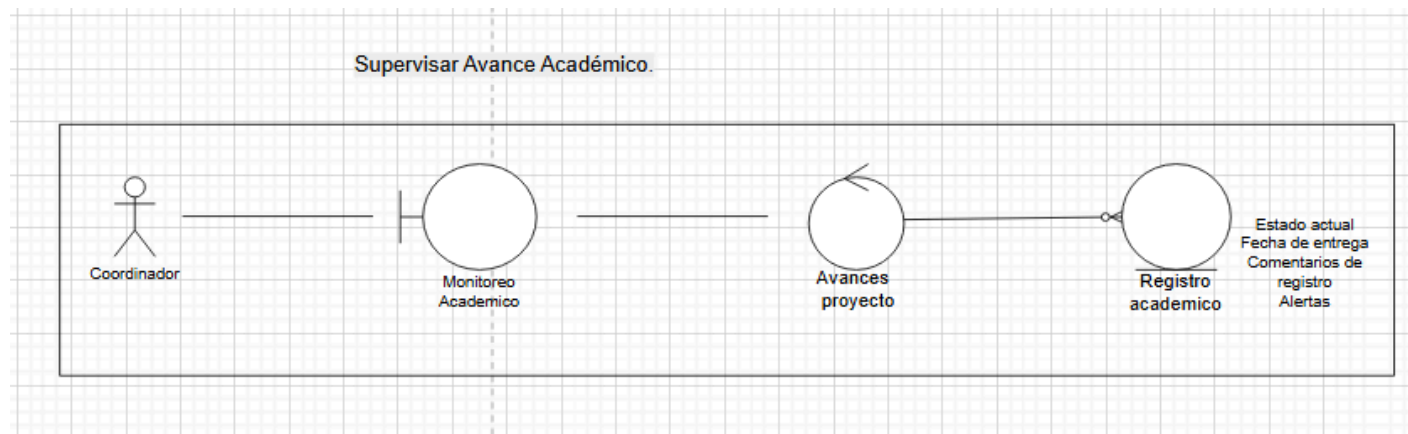 Supervisar Avance Académico.
Coordinador
Monitoreo
Academico
Avances
proyecto
Registro
academico
Estado actual
Fecha de entrega
Comentarios de
registro
Alertas